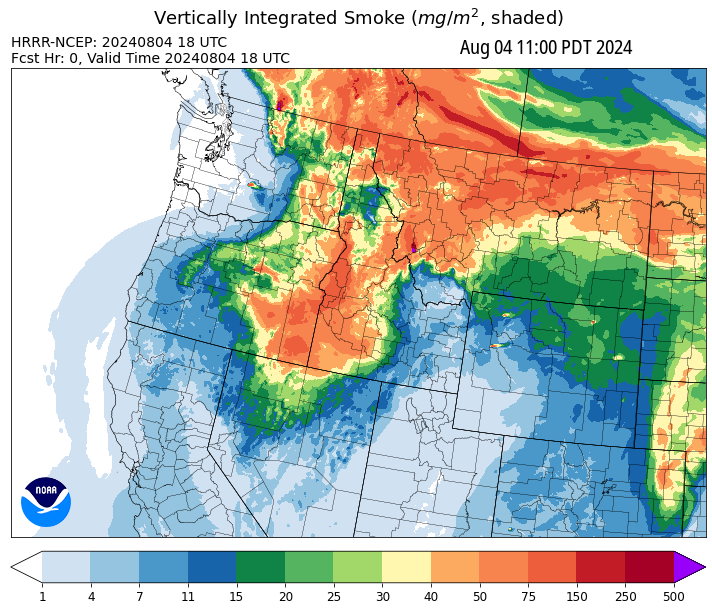 Vertically Integrated Smoke (mg/m², shaded)
HRRR-NCEP: 20240804 18 UTC
Fcst Hr: 0, Valid Time 20240804 18 UTC
Aug 04 11:00 PDT 2024
NOAA
1 4 7 11 15 20 25 30 40 50 75 150 250 500